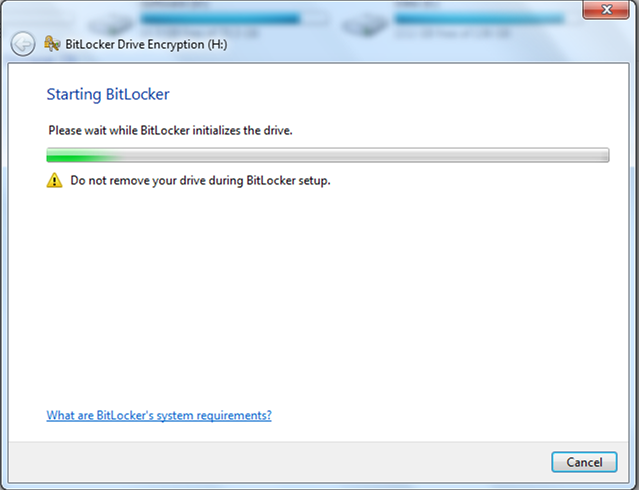 BitLocker Drive Encryption (H:)
Starting BitLocker
Please wait while BitLocker initializes the drive.
Do not remove your drive during BitLocker setup.
What are BitLocker's system requirements?
Cancel